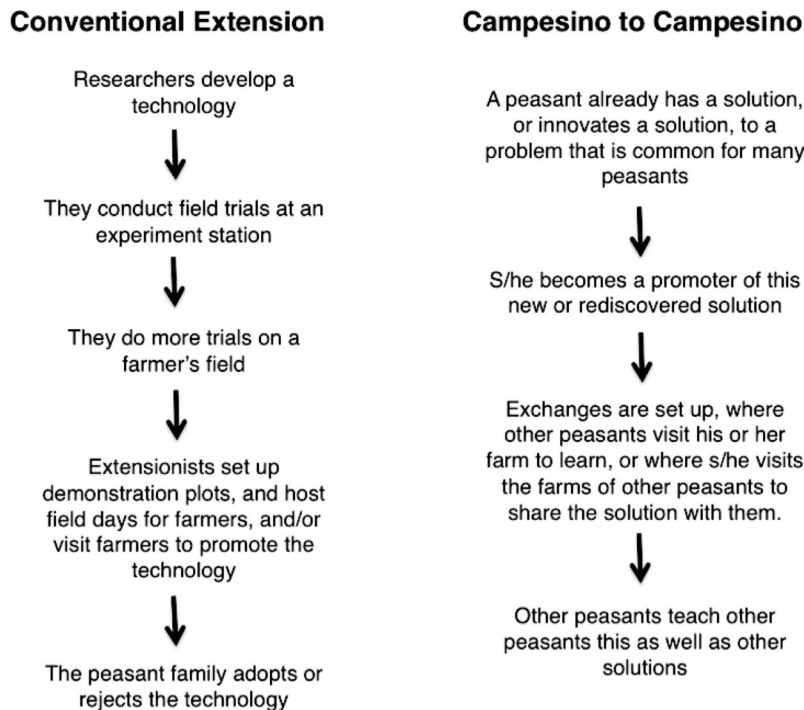 Conventional Extension
Researchers develop a
technology
They conduct field trials at an
experiment station
They do more trials on a
farmer's field
Extensionists set up
demonstration plots, and host
field days for farmers, and/or
visit farmers to promote the
technology
The peasant family adopts or
rejects the technology
Campesino to Campesino
A peasant already has a solution,
or innovates a solution, to a
problem that is common for many
peasants
S/he becomes a promoter of this
new or rediscovered solution
Exchanges are set up, where
other peasants visit his or her
farm to learn, or where s/he visits
the farms of other peasants to
share the solution with them.
Other peasants teach other
peasants this as well as other
solutions